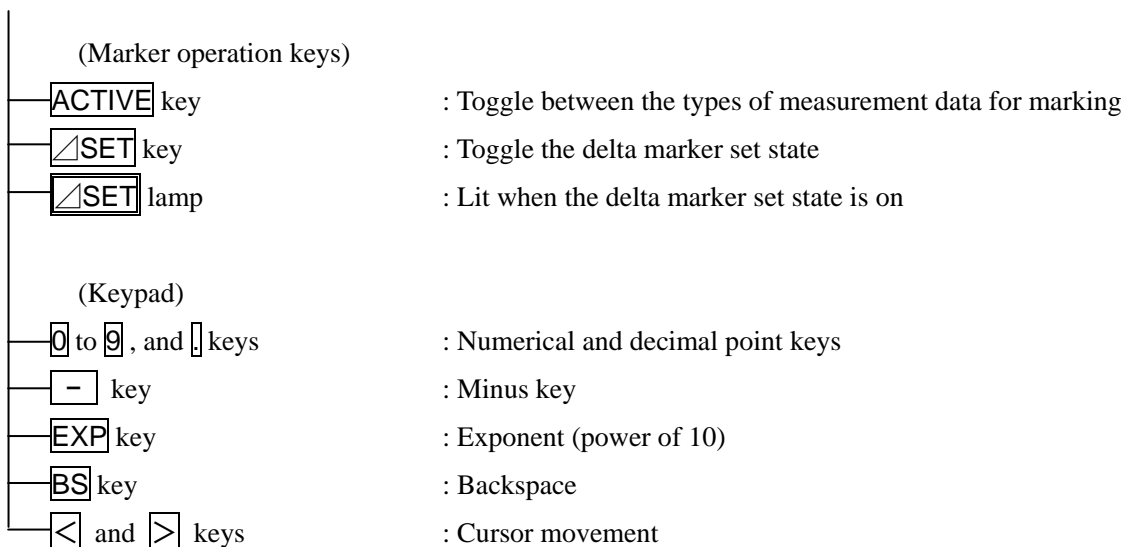 (Marker operation keys)
ACTIVE key : Toggle between the types of measurement data for marking
⊿SET key : Toggle the delta marker set state
⊿SET lamp : Lit when the delta marker set state is on
(Keypad)
0 to 9 , and . keys : Numerical and decimal point keys
− key : Minus key
EXP key : Exponent (power of 10)
BS key : Backspace
< and > keys : Cursor movement